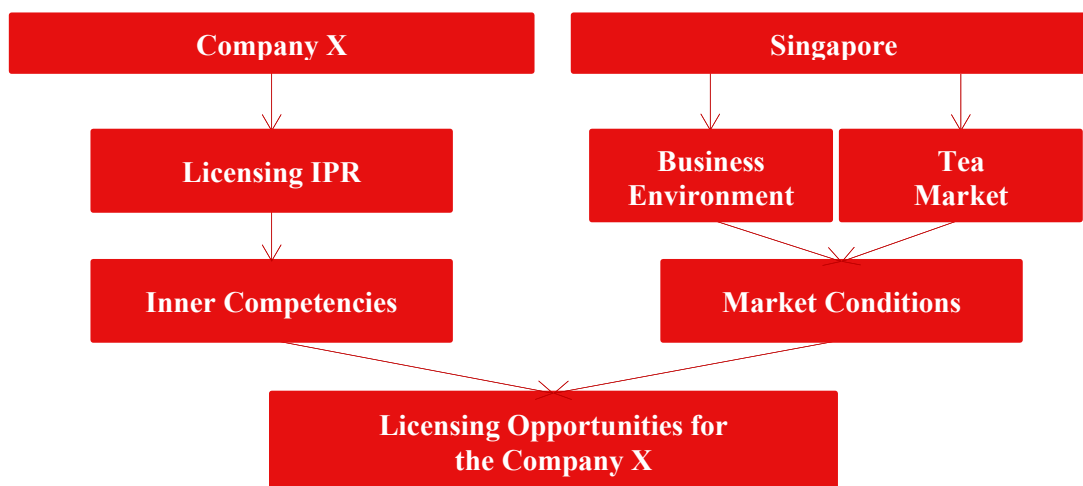 Company X
Singapore
Licensing IPR
Business
Environment
Tea
Market
Inner Competencies
Market Conditions
Licensing Opportunities for
the Company X